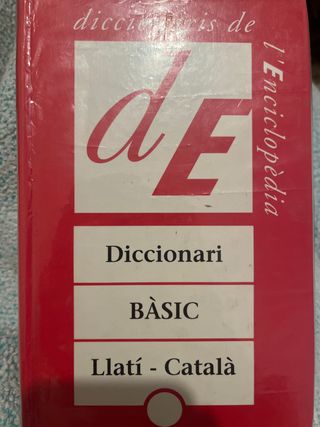 diccionaris de
l'Enciclopèdia
dE
Diccionari
BÀSIC
Llatí - Català